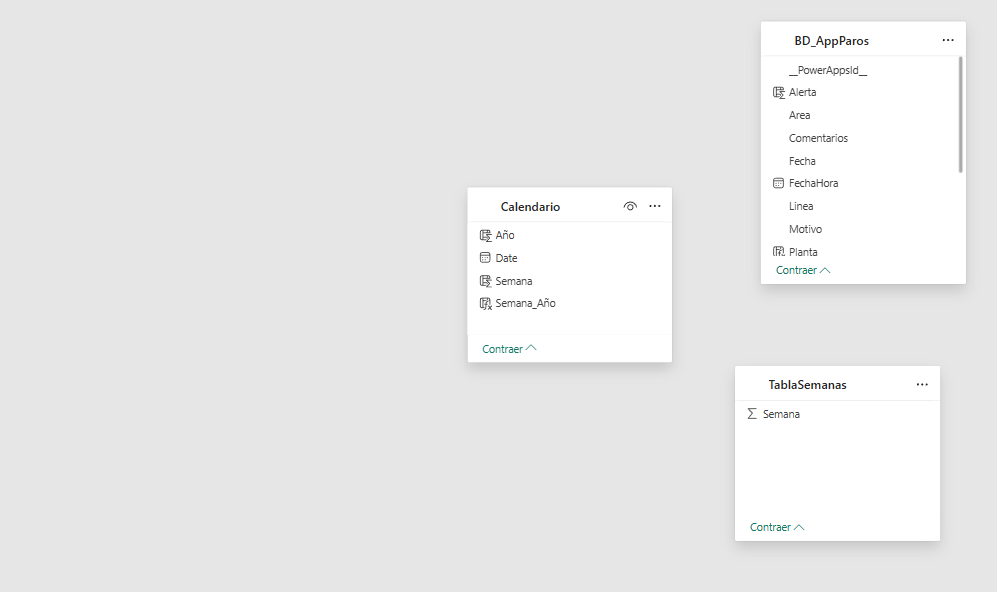 BD_AppParos
__PowerAppsId__
Alerta
Area
Comentarios
Fecha
FechaHora
Linea
Motivo
Planta
Contraer
Calendario
Año
Date
Semana
Semana_Año
Contraer
TablaSemanas
Semana
Contraer